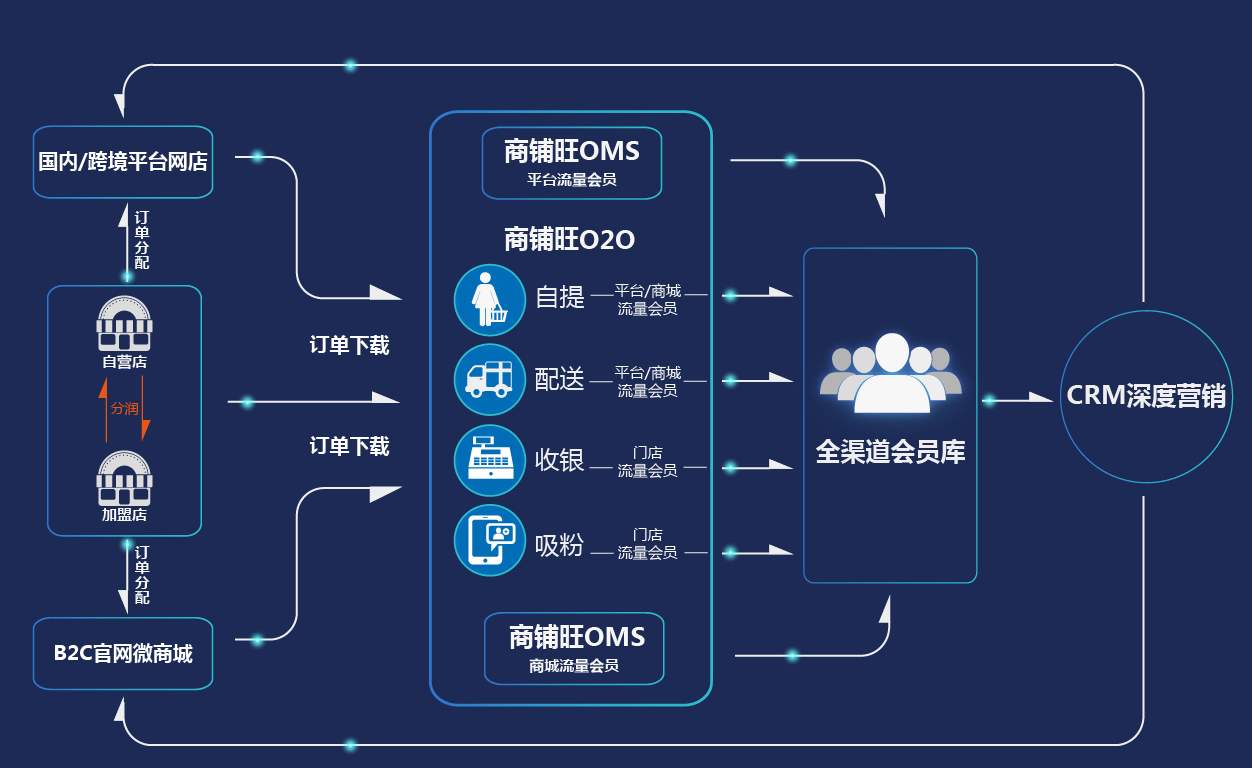 国内/跨境平台网店
订单分配
自营店
分润
加盟店
订单分配
B2C官网微商城
订单下载
订单下载
商铺旺OMS
平台流量会员
商铺旺O2O
自提
平台/商城
流量会员
配送
平台/商城
流量会员
收银
门店
流量会员
吸粉
门店
流量会员
商铺旺OMS
商城流量会员
全渠道会员库
CRM深度营销